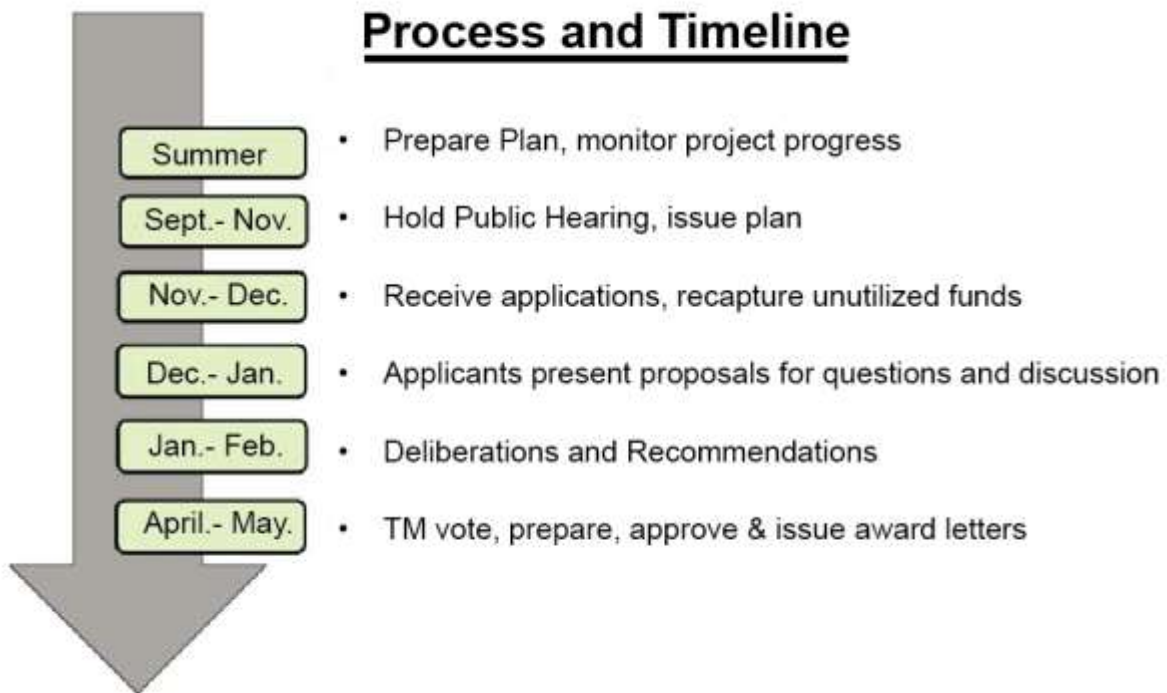 Process and Timeline
Summer
• Prepare Plan, monitor project progress
Sept.- Nov.
• Hold Public Hearing, issue plan
Nov.- Dec.
• Receive applications, recapture unutilized funds
Dec.- Jan.
• Applicants present proposals for questions and discussion
Jan.- Feb.
• Deliberations and Recommendations
April.- May.
• TM vote, prepare, approve & issue award letters